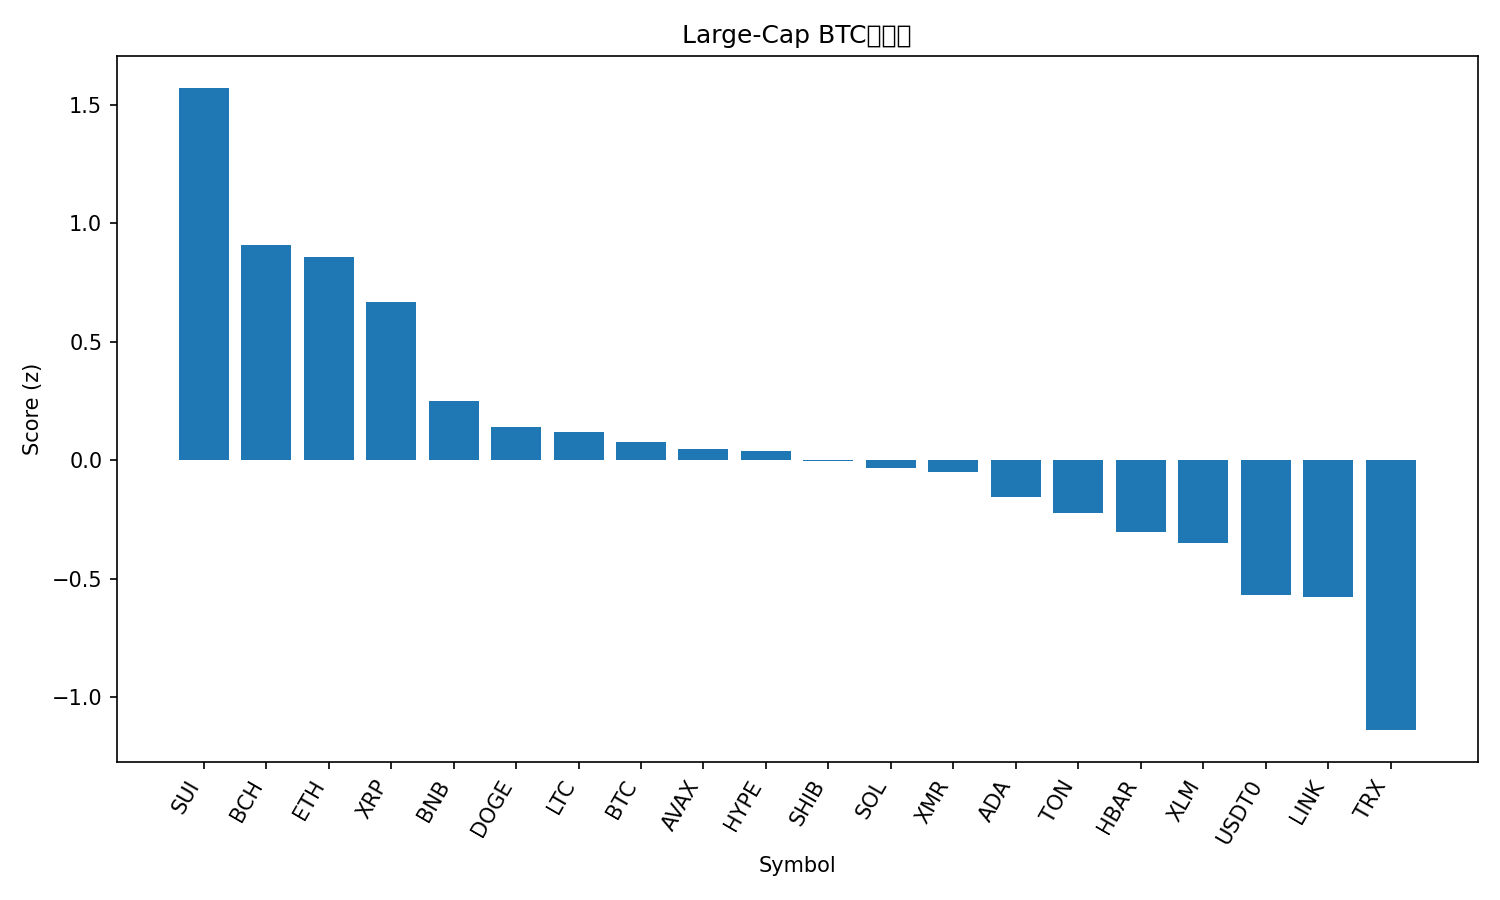 Large-Cap BTC
Score (z)
1.5
1.0
0.5
0.0
−0.5
−1.0
SUI
BCH
ETH
XRP
BNB
DOGE
LTC
BTC
AVAX
HYPE
SHIB
SOL
XMR
ADA
TON
HBAR
XLM
USDT0
LINK
TRX
Symbol